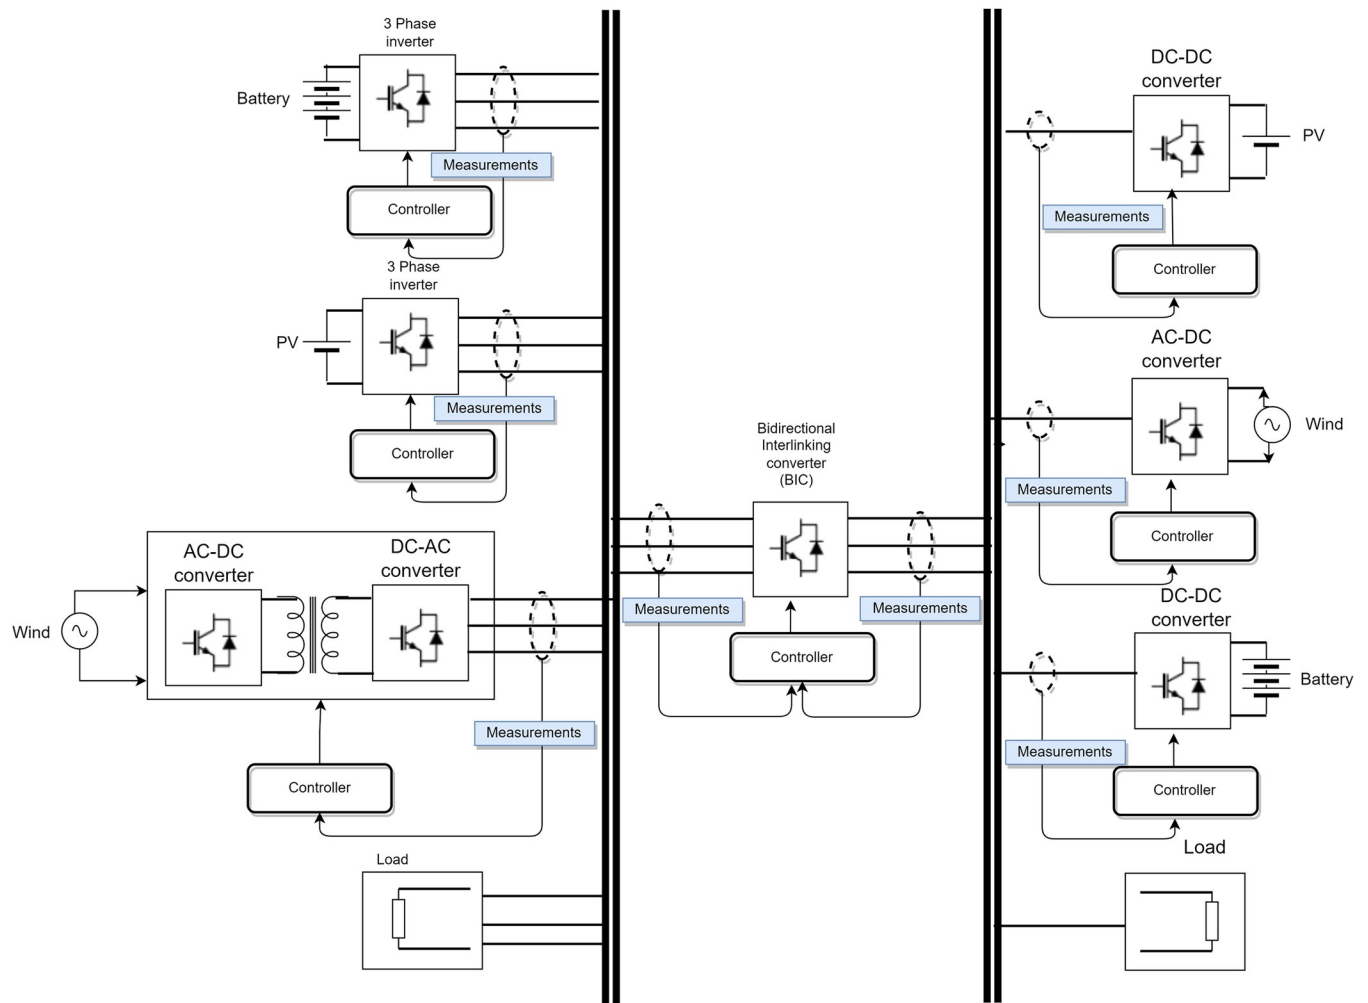 3 Phase
inverter
Battery
Measurements
Controller
3 Phase
inverter
PV
Measurements
Controller
AC-DC
converter
DC-AC
converter
Wind
Measurements
Controller
Load
Bidirectional
Interlinking
converter
(BIC)
Measurements
Measurements
Controller
DC-DC
converter
PV
Measurements
Controller
AC-DC
converter
Wind
Measurements
Controller
DC-DC
converter
Battery
Measurements
Controller
Load